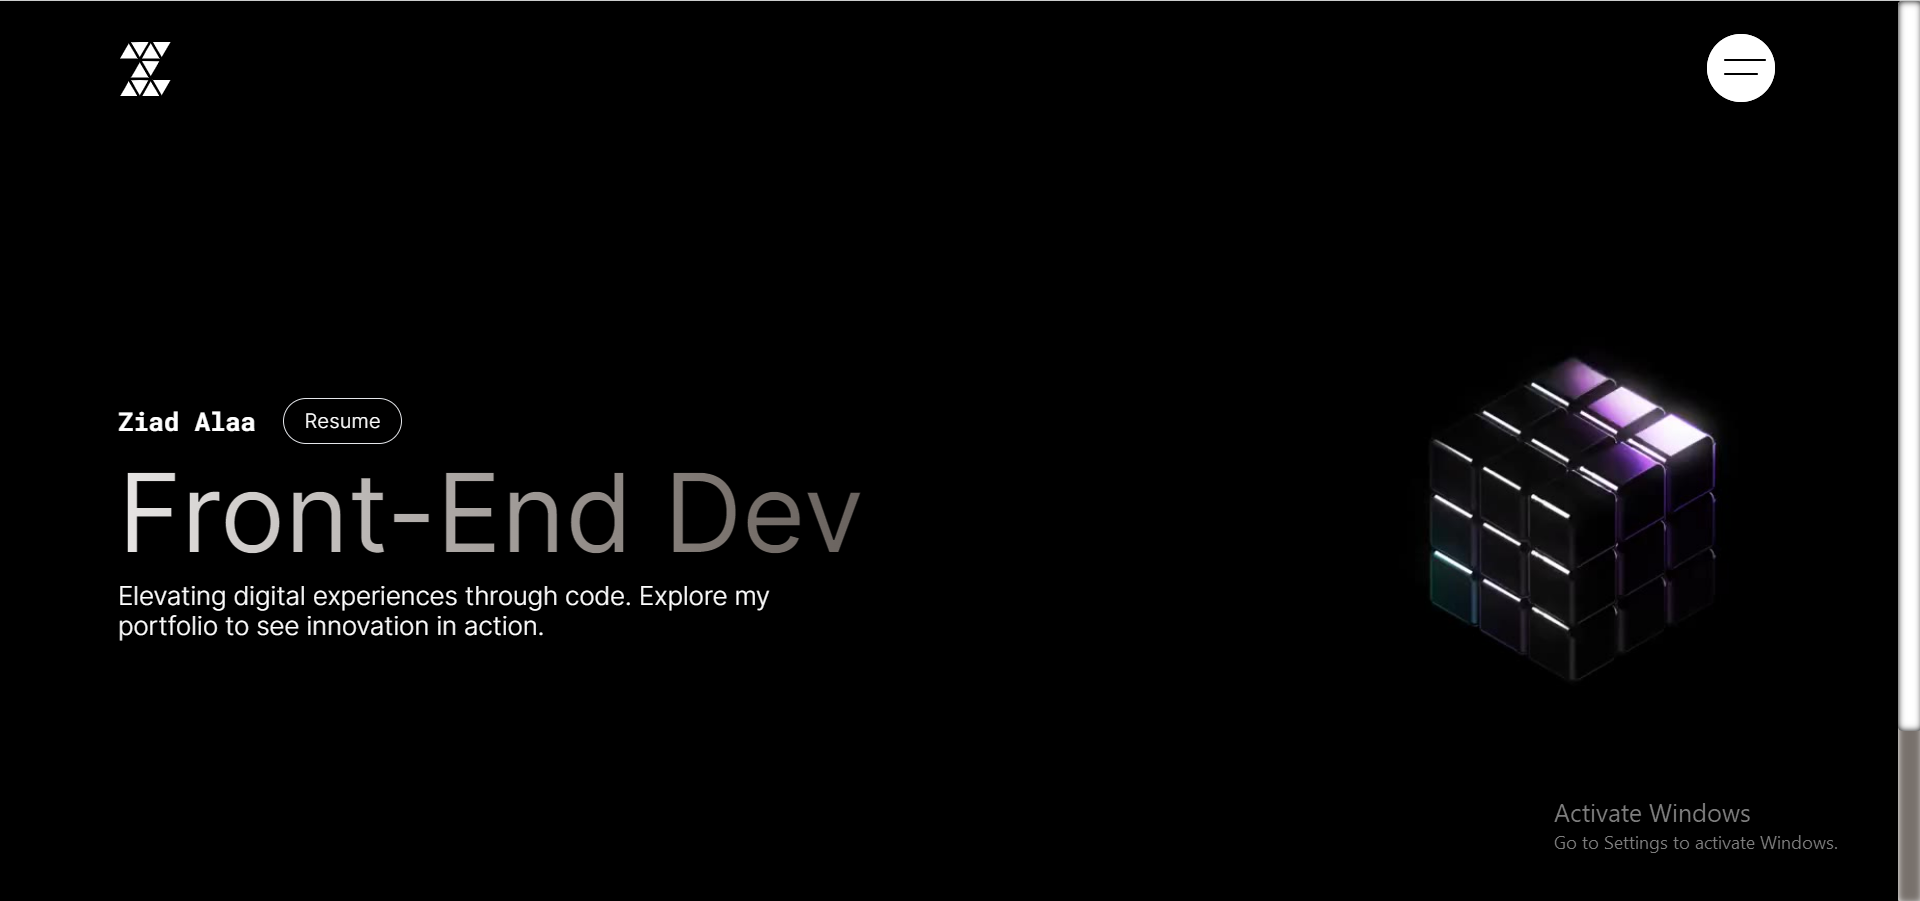 Ziad Alaa
Resume
Front-End Dev
Elevating digital experiences through code. Explore my
portfolio to see innovation in action.
Activate Windows
Go to Settings to activate Windows.